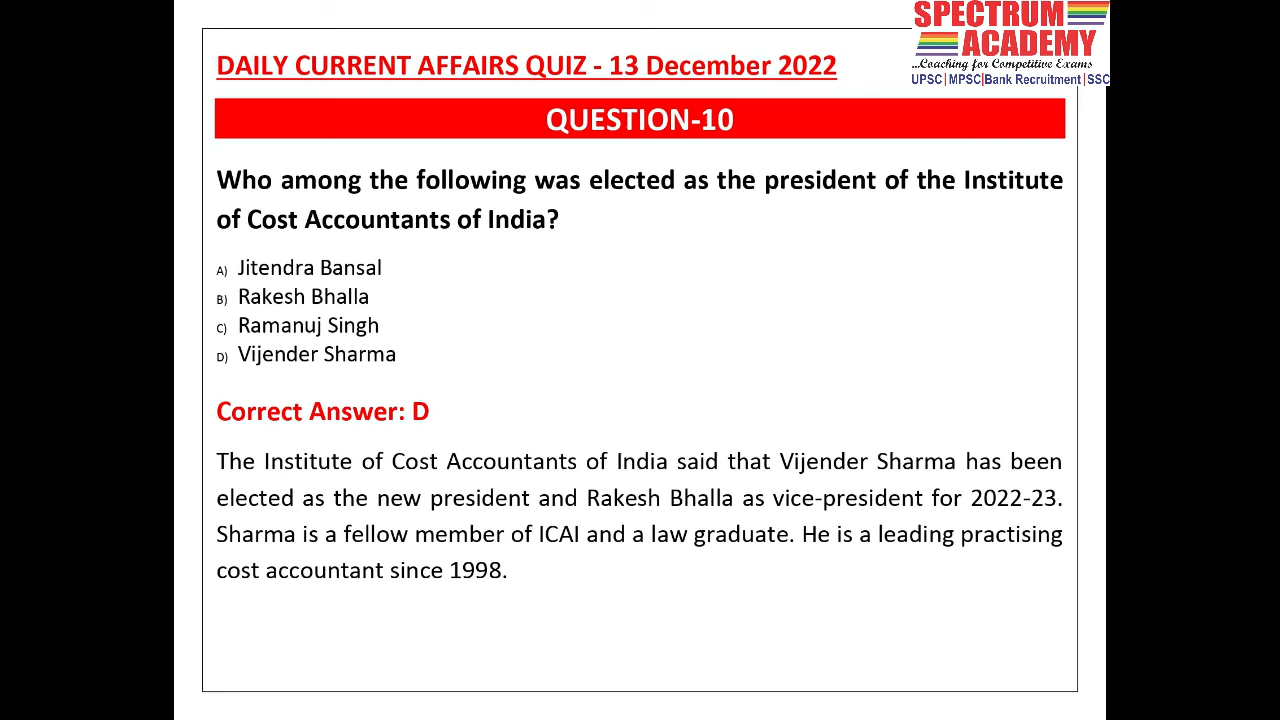 SPECTRUM
ACADEMY
...Coaching for Competitive Exams
UPSC|MPSC|Bank Recruitment|SSC
DAILY CURRENT AFFAIRS QUIZ - 13 December 2022
QUESTION-10
Who among the following was elected as the president of the Institute
of Cost Accountants of India?
A) Jitendra Bansal
B) Rakesh Bhalla
C) Ramanuj Singh
D) Vijender Sharma
Correct Answer: D
The Institute of Cost Accountants of India said that Vijender Sharma has been
elected as the new president and Rakesh Bhalla as vice-president for 2022-23.
Sharma is a fellow member of ICAI and a law graduate. He is a leading practising
cost accountant since 1998.